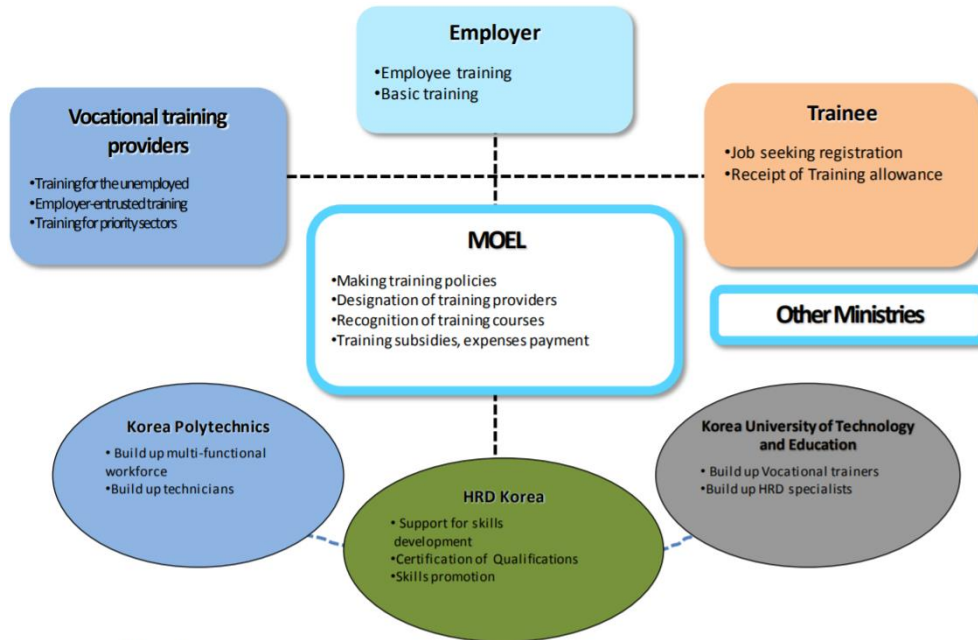 Employer
•Employee training
•Basic training
Vocational training
providers
•Training for the unemployed
•Employer-entrusted training
•Training for priority sectors
Trainee
•Job seeking registration
•Receipt of Training allowance
MOEL
•Making training policies
•Designation of training providers
•Recognition of training courses
•Training subsidies, expenses payment
Other Ministries
Korea Polytechnics
• Build up multi-functional
workforce
•Build up technicians
HRD Korea
• Support for skills
development
•Certification of Qualifications
•Skills promotion
Korea University of Technology
and Education
• Build up Vocational trainers
•Build up HRD specialists